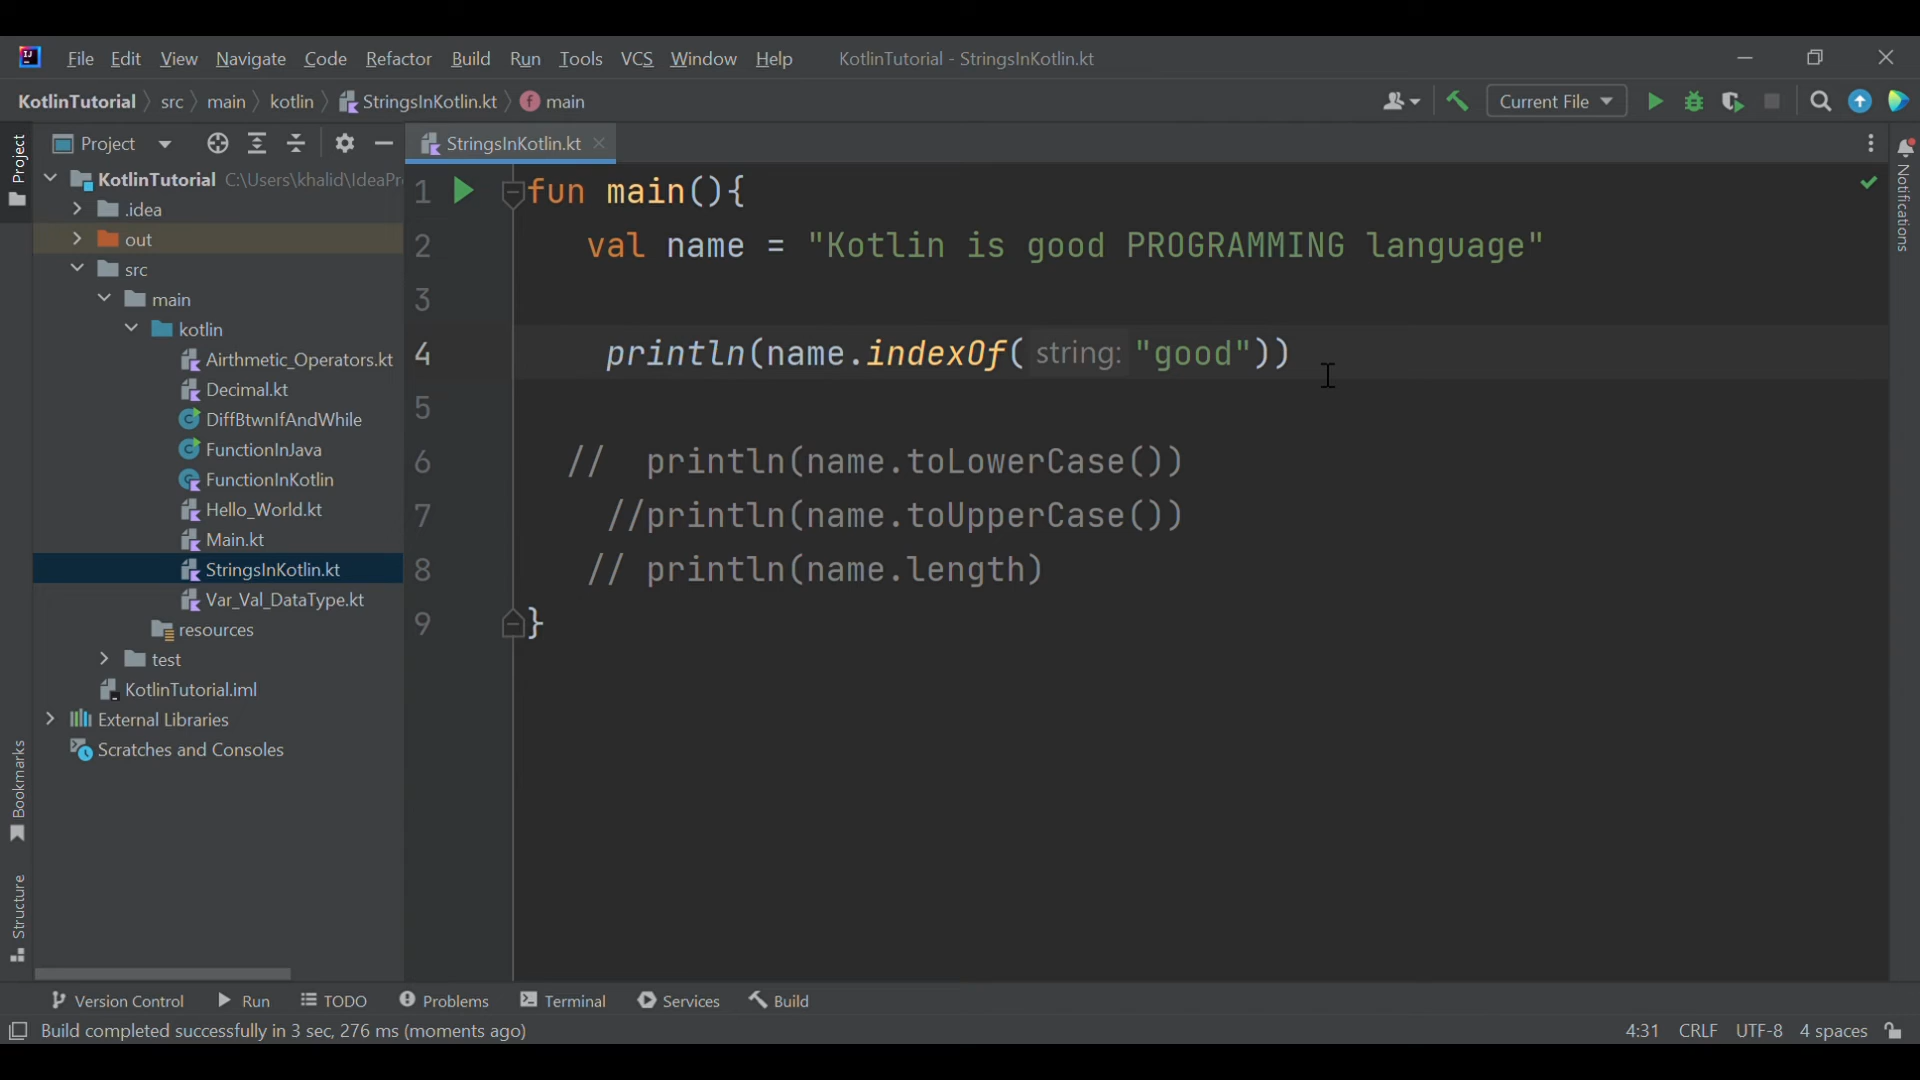 File Edit View Navigate Code Refactor Build Run Tools VCS Window Help KotlinTutorial - StringsInKotlin.kt
KotlinTutorial src main kotlin StringsInKotlin.kt main Current File
Project StringsInKotlin.kt
Project
KotlinTutorial C:\Users\khalid\IdeaPr
.idea
out
src
main
kotlin
Airthmetic_Operators.kt
Decimal.kt
DiffBtwnIfAndWhile
FunctionInJava
FunctionInKotlin
Hello_World.kt
Main.kt
StringsInKotlin.kt
Var_Val_DataType.kt
resources
test
KotlinTutorial.iml
External Libraries
Scratches and Consoles
Bookmarks
Structure
1 fun main(){
2 val name = "Kotlin is good PROGRAMMING language"
3
4 println(name.indexOf( string: "good"))
5
6 // println(name.toLowerCase())
7 //println(name.toUpperCase())
8 // println(name.length)
9 }
Notifications
Version Control Run TODO Problems Terminal Services Build
Build completed successfully in 3 sec, 276 ms (moments ago) 4:31 CRLF UTF-8 4 spaces